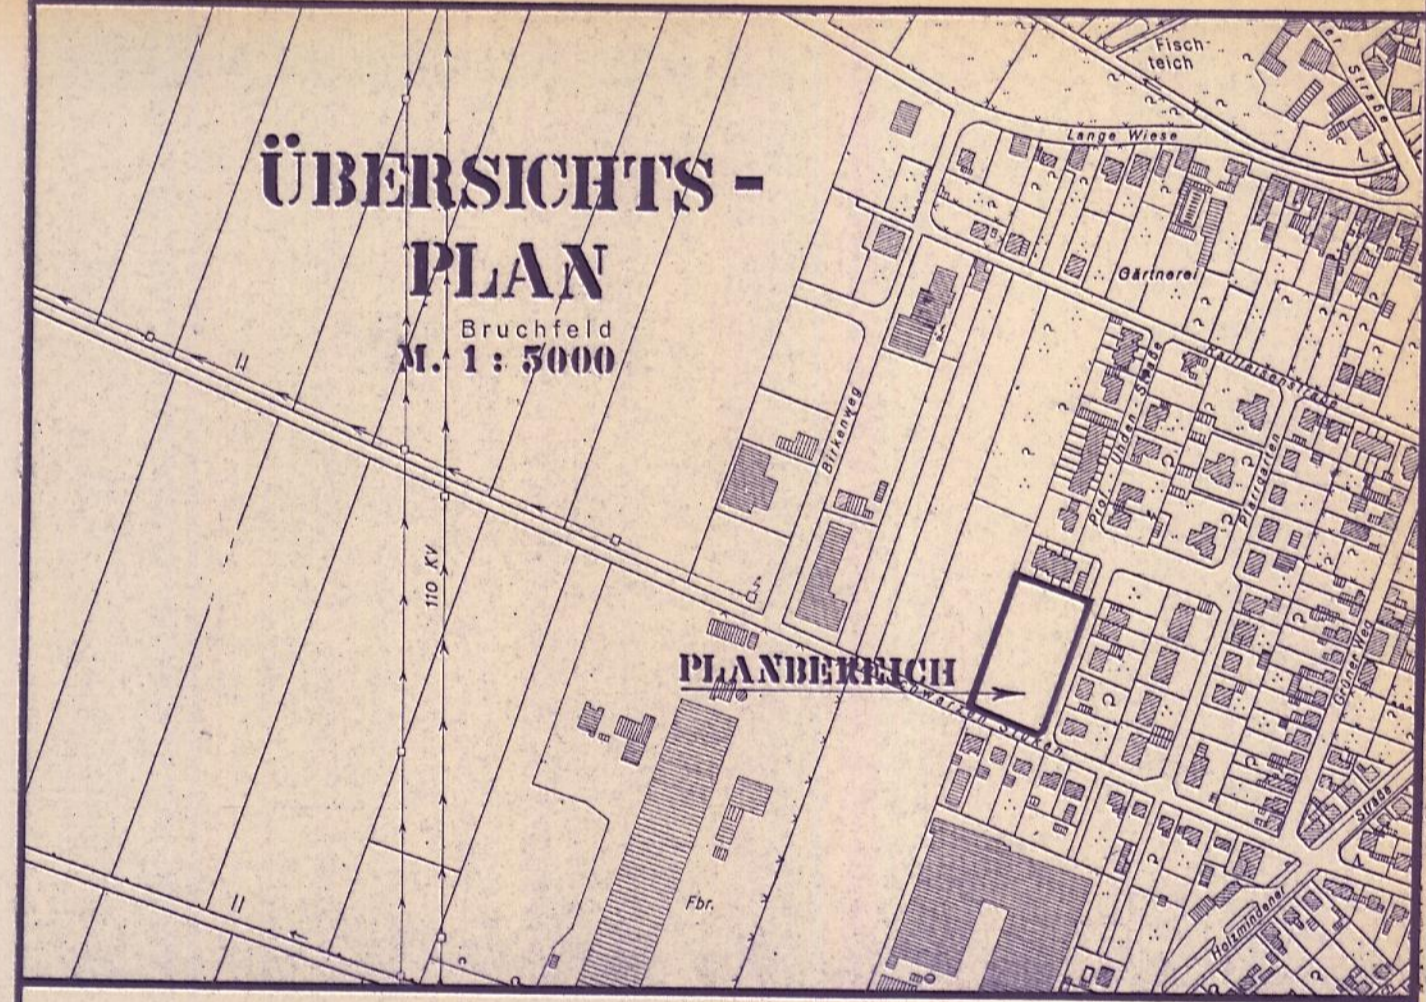 Fisch-
teich
Straße
Lange Wiese
ÜBERSICHTS -
PLAN
Bruchfeld
M. 1 : 5000
Gärtnerei
Raiffeisenstraße
Birkenweg
Pfarrgarten
110 KV
PLANBEREICH
Grüner Weg
Straße
Fbr.
Holzmindener